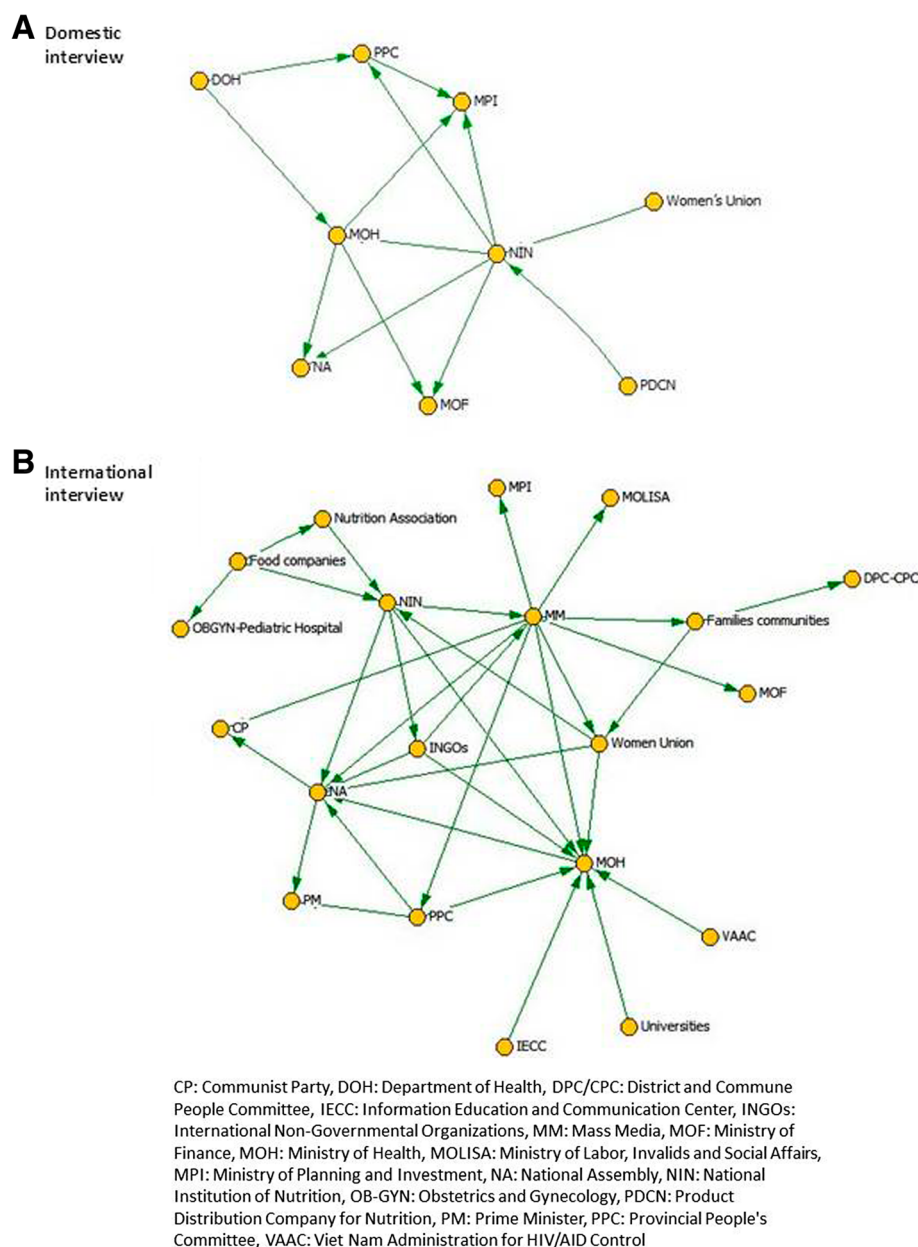 A
Domestic
interview
PPC
DOH
MPI
Women's Union
MOH
NIN
NA
PDCN
MOF
B
International
interview
MPI
MOLISA
Nutrition Association
Food companies
DPC-CPC
NIN
MM
Families communities
OBGYN-Pediatric Hospital
MOF
CP
INGOs
Women Union
NA
MOH
PM
PPC
VAAC
Universities
IECC
CP: Communist Party, DOH: Department of Health, DPC/CPC: District and Commune
People Committee, IECC: Information Education and Communication Center, INGOs:
International Non-Governmental Organizations, MM: Mass Media, MOF: Ministry of
Finance, MOH: Ministry of Health, MOLISA: Ministry of Labor, Invalids and Social Affairs,
MPI: Ministry of Planning and Investment, NA: National Assembly, NIN: National
Institution of Nutrition, OB-GYN: Obstetrics and Gynecology, PDCN: Product
Distribution Company for Nutrition, PM: Prime Minister, PPC: Provincial People's
Committee, VAAC: Viet Nam Administration for HIV/AID Control